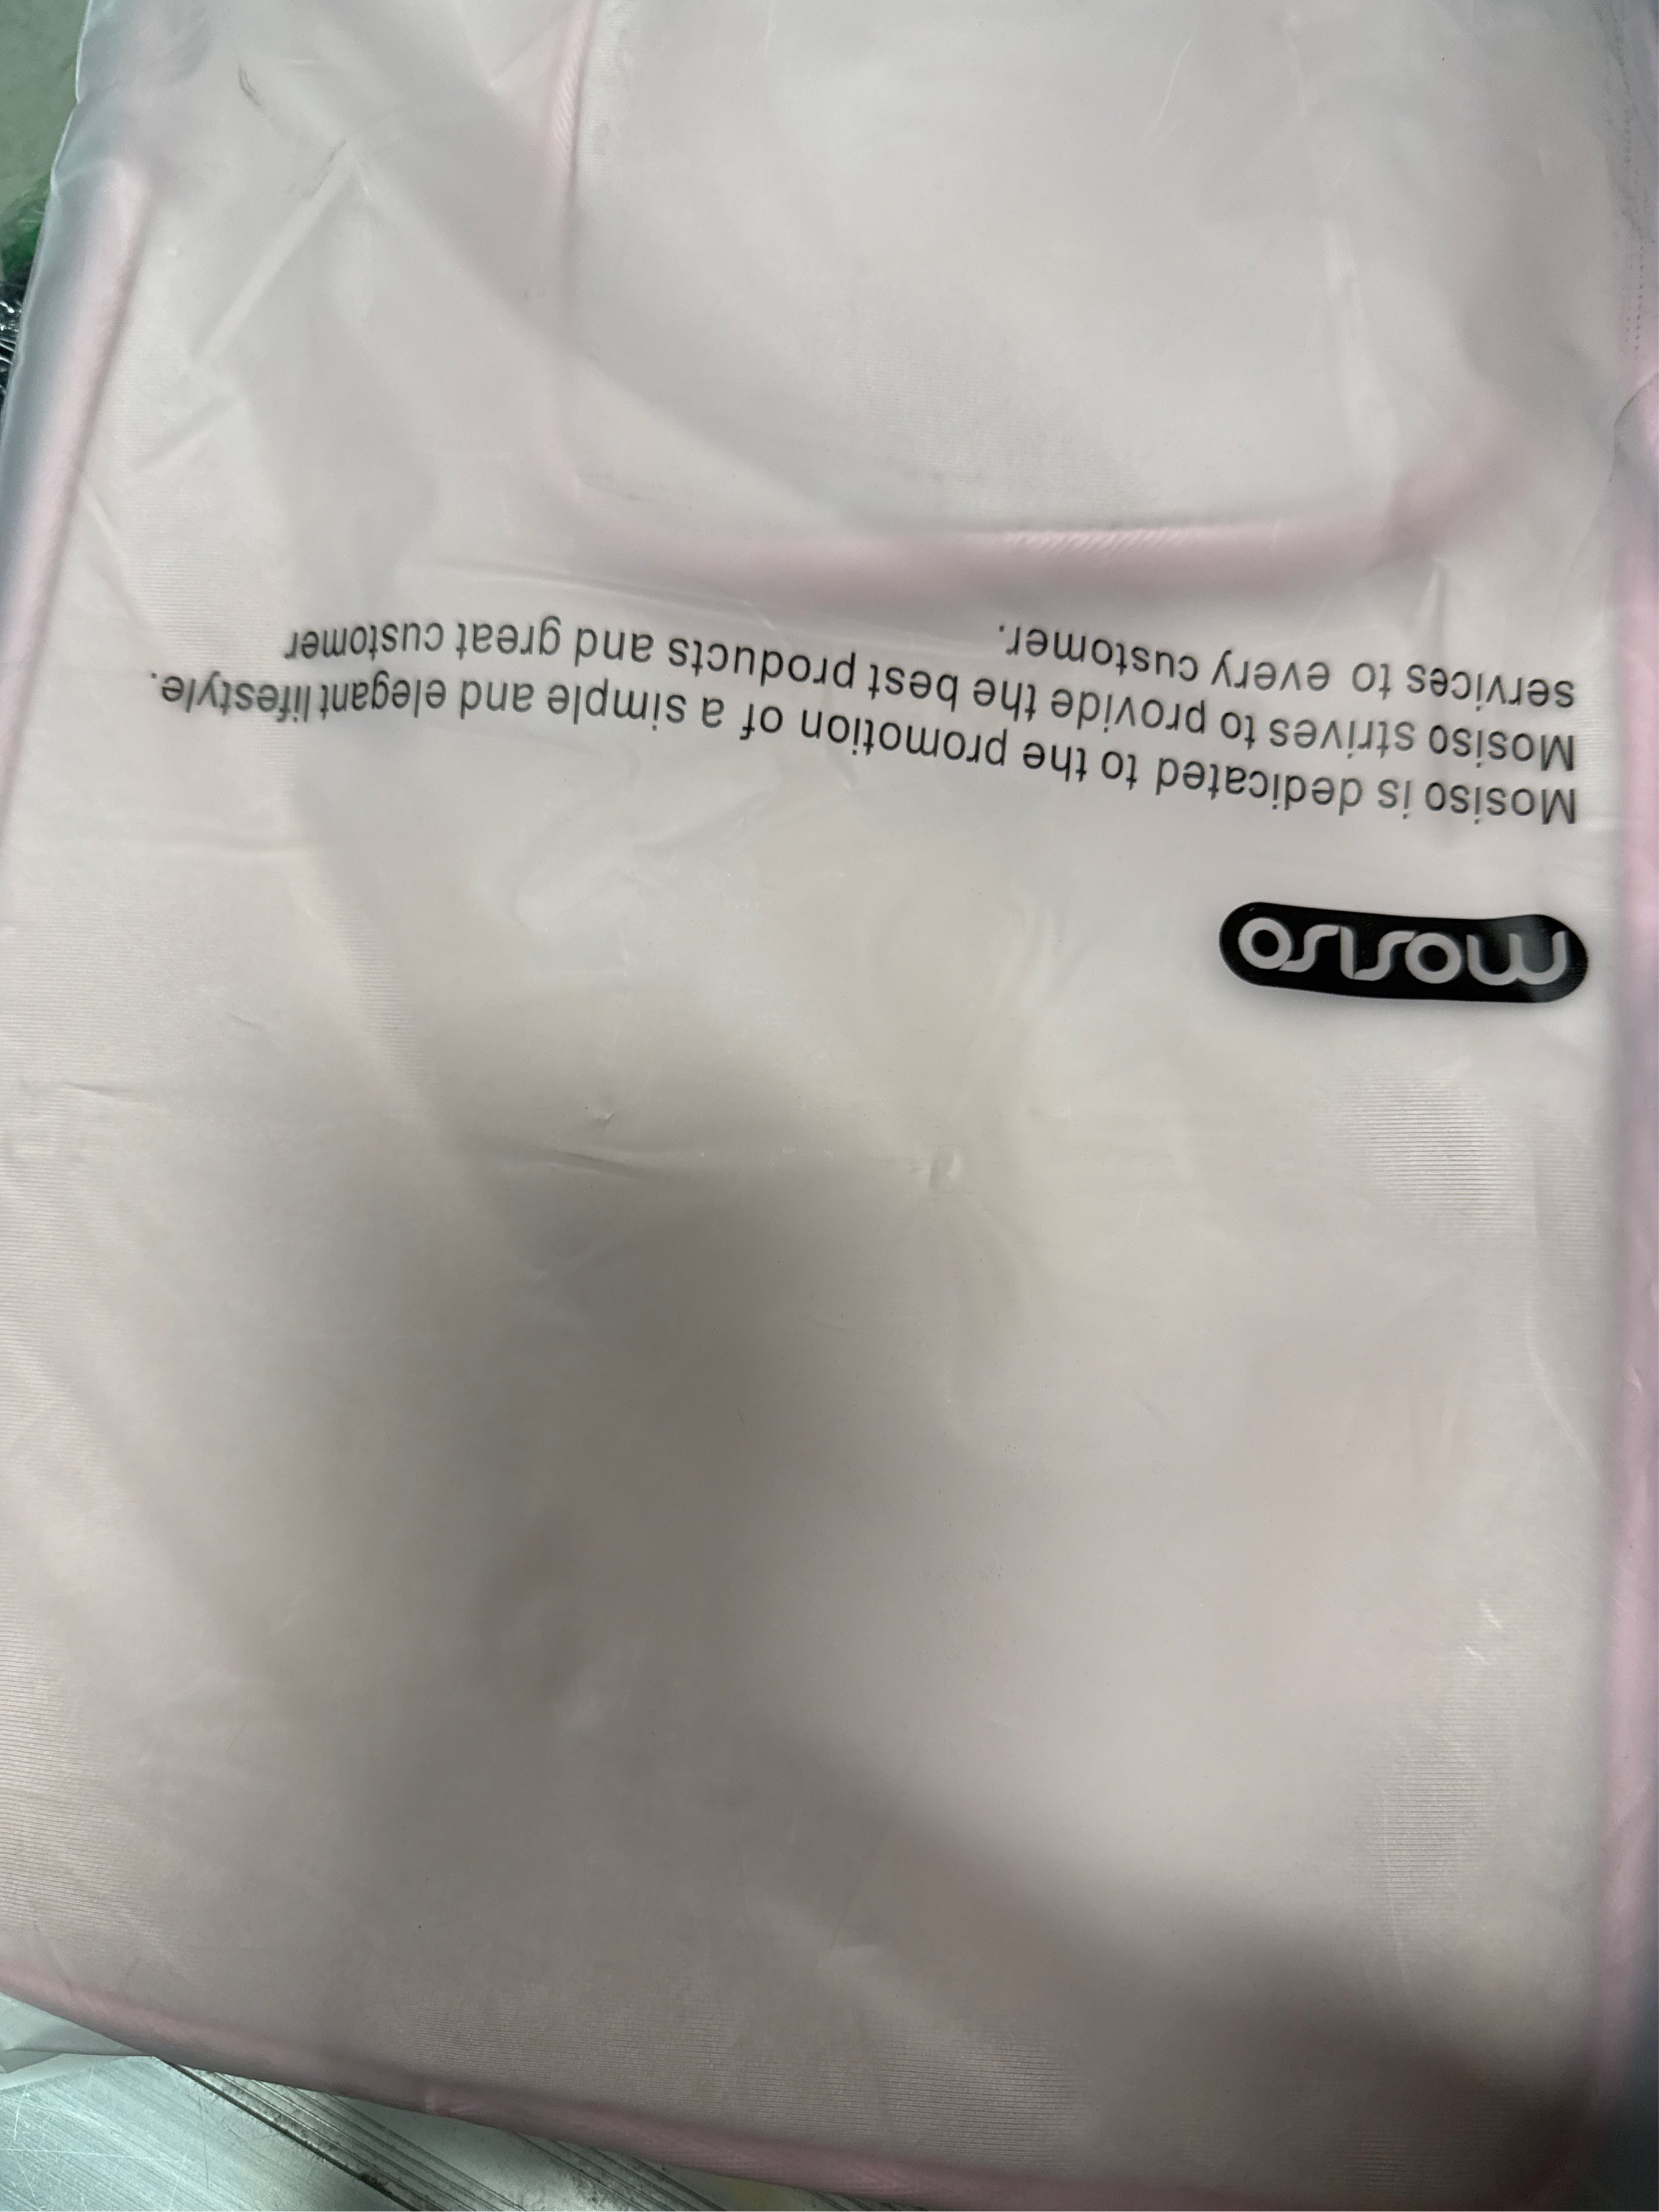 mosiso
Mosiso is dedicated to the promotion of a simple and elegant lifestyle.
Mosiso strives to provide the best products and great customer
services to every customer.